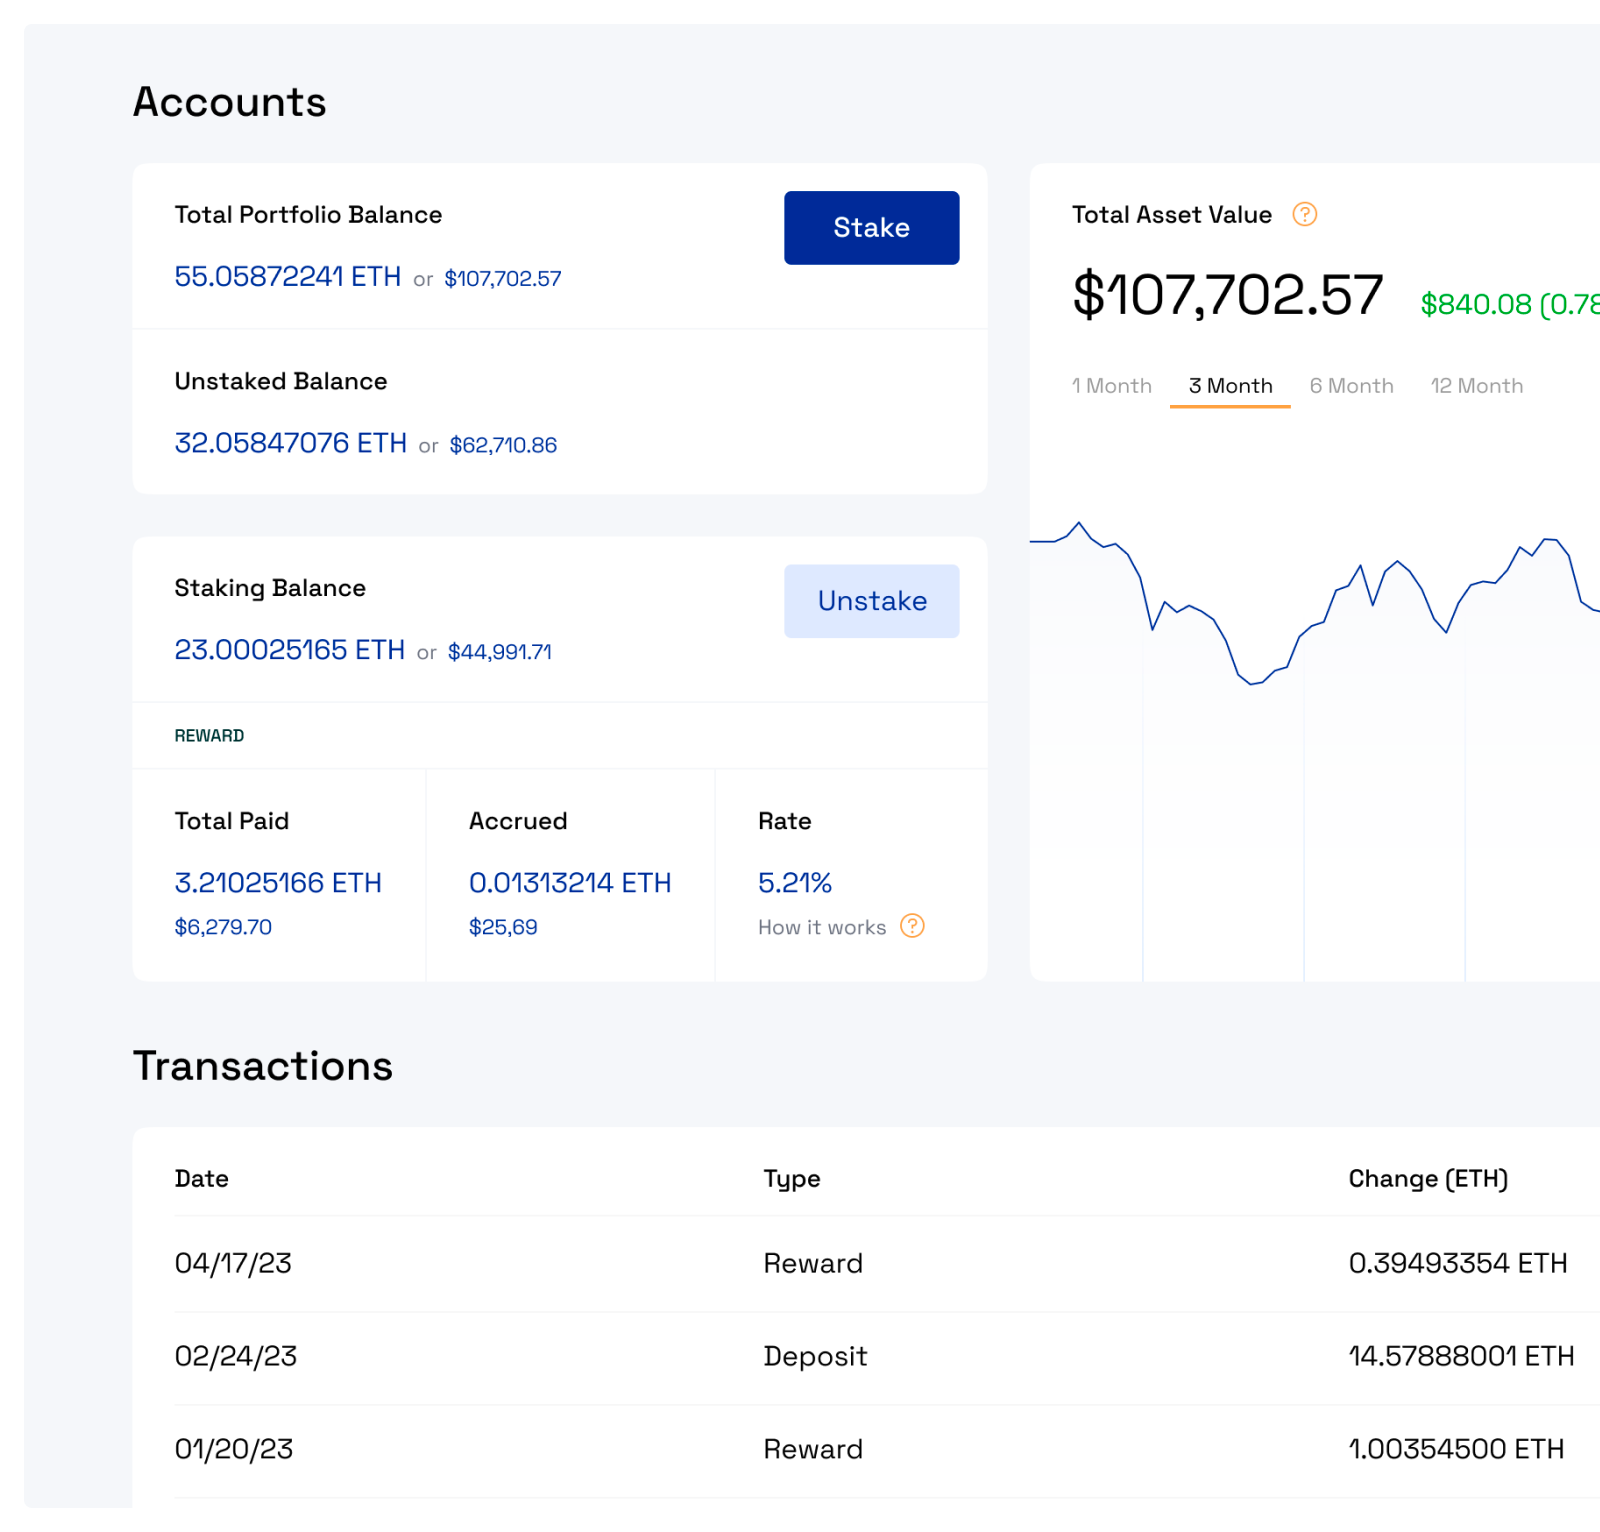 Accounts
Total Portfolio Balance
Stake
55.05872241 ETH or $107,702.57
Unstaked Balance
32.05847076 ETH or $62,710.86
Staking Balance
Unstake
23.00025165 ETH or $44,991.71
REWARD
Total Paid
3.21025166 ETH
$6,279.70
Accrued
0.01313214 ETH
$25,69
Rate
5.21%
How it works ?
Total Asset Value ?
$107,702.57 $840.08 (0.78
1 Month 3 Month 6 Month 12 Month
Transactions
Date Type Change (ETH)
04/17/23 Reward 0.39493354 ETH
02/24/23 Deposit 14.57888001 ETH
01/20/23 Reward 1.00354500 ETH